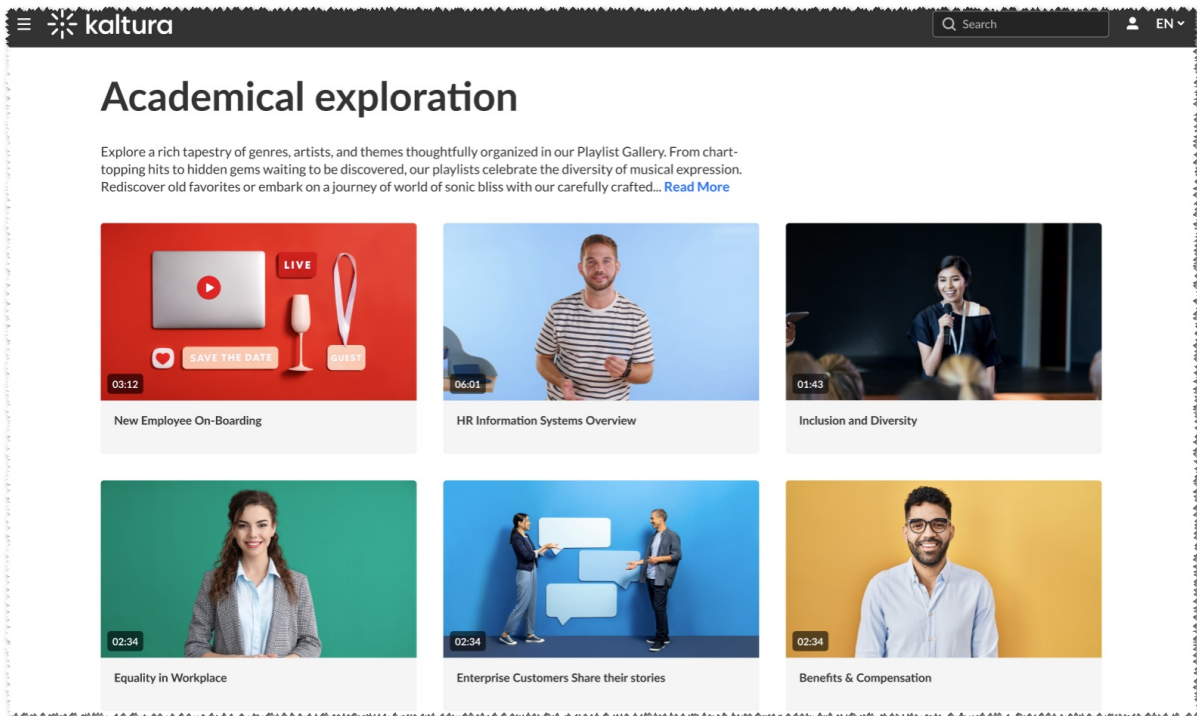 kaltura
Search
EN
Academical exploration
Explore a rich tapestry of genres, artists, and themes thoughtfully organized in our Playlist Gallery. From chart-
topping hits to hidden gems waiting to be discovered, our playlists celebrate the diversity of musical expression.
Rediscover old favorites or embark on a journey of world of sonic bliss with our carefully crafted... Read More
LIVE
SAVE THE DATE
GUEST
03:12
06:01
01:43
New Employee On-Boarding
HR Information Systems Overview
Inclusion and Diversity
02:34
02:34
02:34
Equality in Workplace
Enterprise Customers Share their stories
Benefits & Compensation